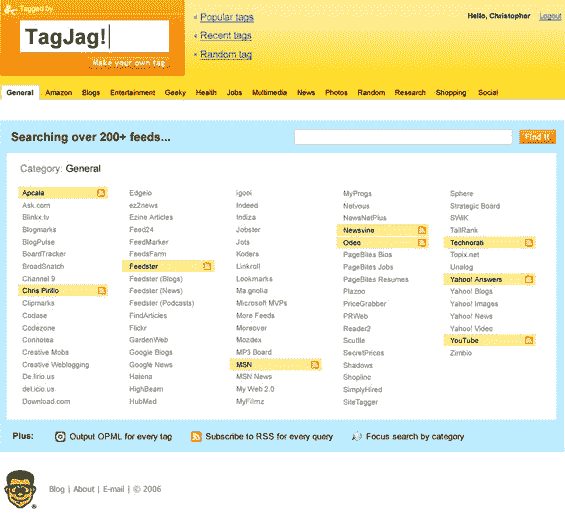 Tagged by
TagJag!
Make your own tag
Popular tags
Recent tags
Random tag
Hello, Christopher Logout
General Amazon Blogs Entertainment Geeky Health Jobs Multimedia News Photos Random Research Shopping Social
Searching over 200+ feeds...
Find It!
Category: General
Apcala
Ask.com
Blinkx.tv
Blogmarks
BlogPulse
BoardTracker
BroadSnatch
Channel 9
Chris Pirillo
Clipmarks
Codase
Codezone
Connotea
Creative Mobs
Creative Weblogging
De.lirio.us
del.icio.us
Download.com
Edgeio
ez2news
Ezine Articles
Feed24
FeedMarker
FeedsFarm
Feedster
Feedster (Blogs)
Feedster (News)
Feedster (Podcasts)
FindArticles
Flickr
GardenWeb
Google Blogs
Google News
Hatena
HighBeam
HubMed
Igooi
Indeed
Indiza
Jobster
Jots
Koders
Linkroll
Lookmarks
Ma.gnolia
Microsoft MVPs
More Feeds
Moreover
Mozdex
MP3 Board
MSN
MSN News
My Web 2.0
MyFilmz
MyProgs
Netvous
NewsNetPlus
Newsvine
Odeo
PageBites Bios
PageBites Jobs
PageBites Resumes
Pazoo
PriceGrabber
PRWeb
Reader2
Scuttle
SecretPrices
Shadows
Shoplinc
SimplyHired
SiteTagger
Sphere
Strategic Board
SWiK
TailRank
Technorati
Topix.net
Unalog
Yahoo! Answers
Yahoo! Blogs
Yahoo! Images
Yahoo! News
Yahoo! Video
YouTube
Zimbio
Plus: Output OPML for every tag Subscribe to RSS for every query Focus search by category
Blog | About | E-mail | © 2006